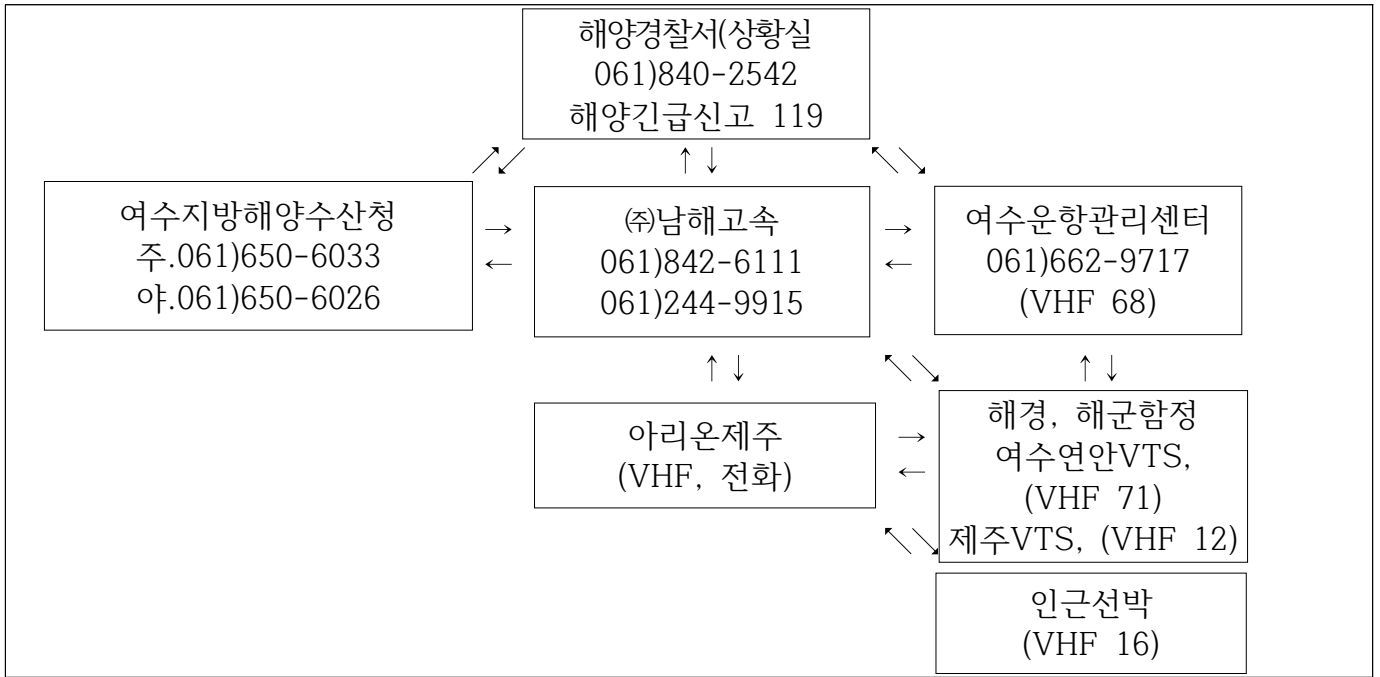 해양경찰서(상황실
061)840-2542
해양긴급신고 119
여수지방해양수산청
주.061)650-6033
야.061)650-6026
㈜남해고속
061)842-6111
061)244-9915
여수운항관리센터
061)662-9717
(VHF 68)
아리온제주
(VHF, 전화)
해경, 해군함정
여수연안VTS,
(VHF 71)
제주VTS, (VHF 12)
인근선박
(VHF 16)